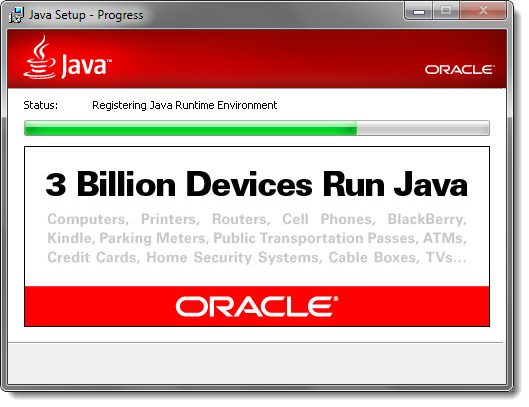 Java Setup - Progress
Java™
ORACLE®
Status: Registering Java Runtime Environment
3 Billion Devices Run Java
Computers, Printers, Routers, Cell Phones, BlackBerry,
Kindle, Parking Meters, Public Transportation Passes, ATMs,
Credit Cards, Home Security Systems, Cable Boxes, TVs...
ORACLE®